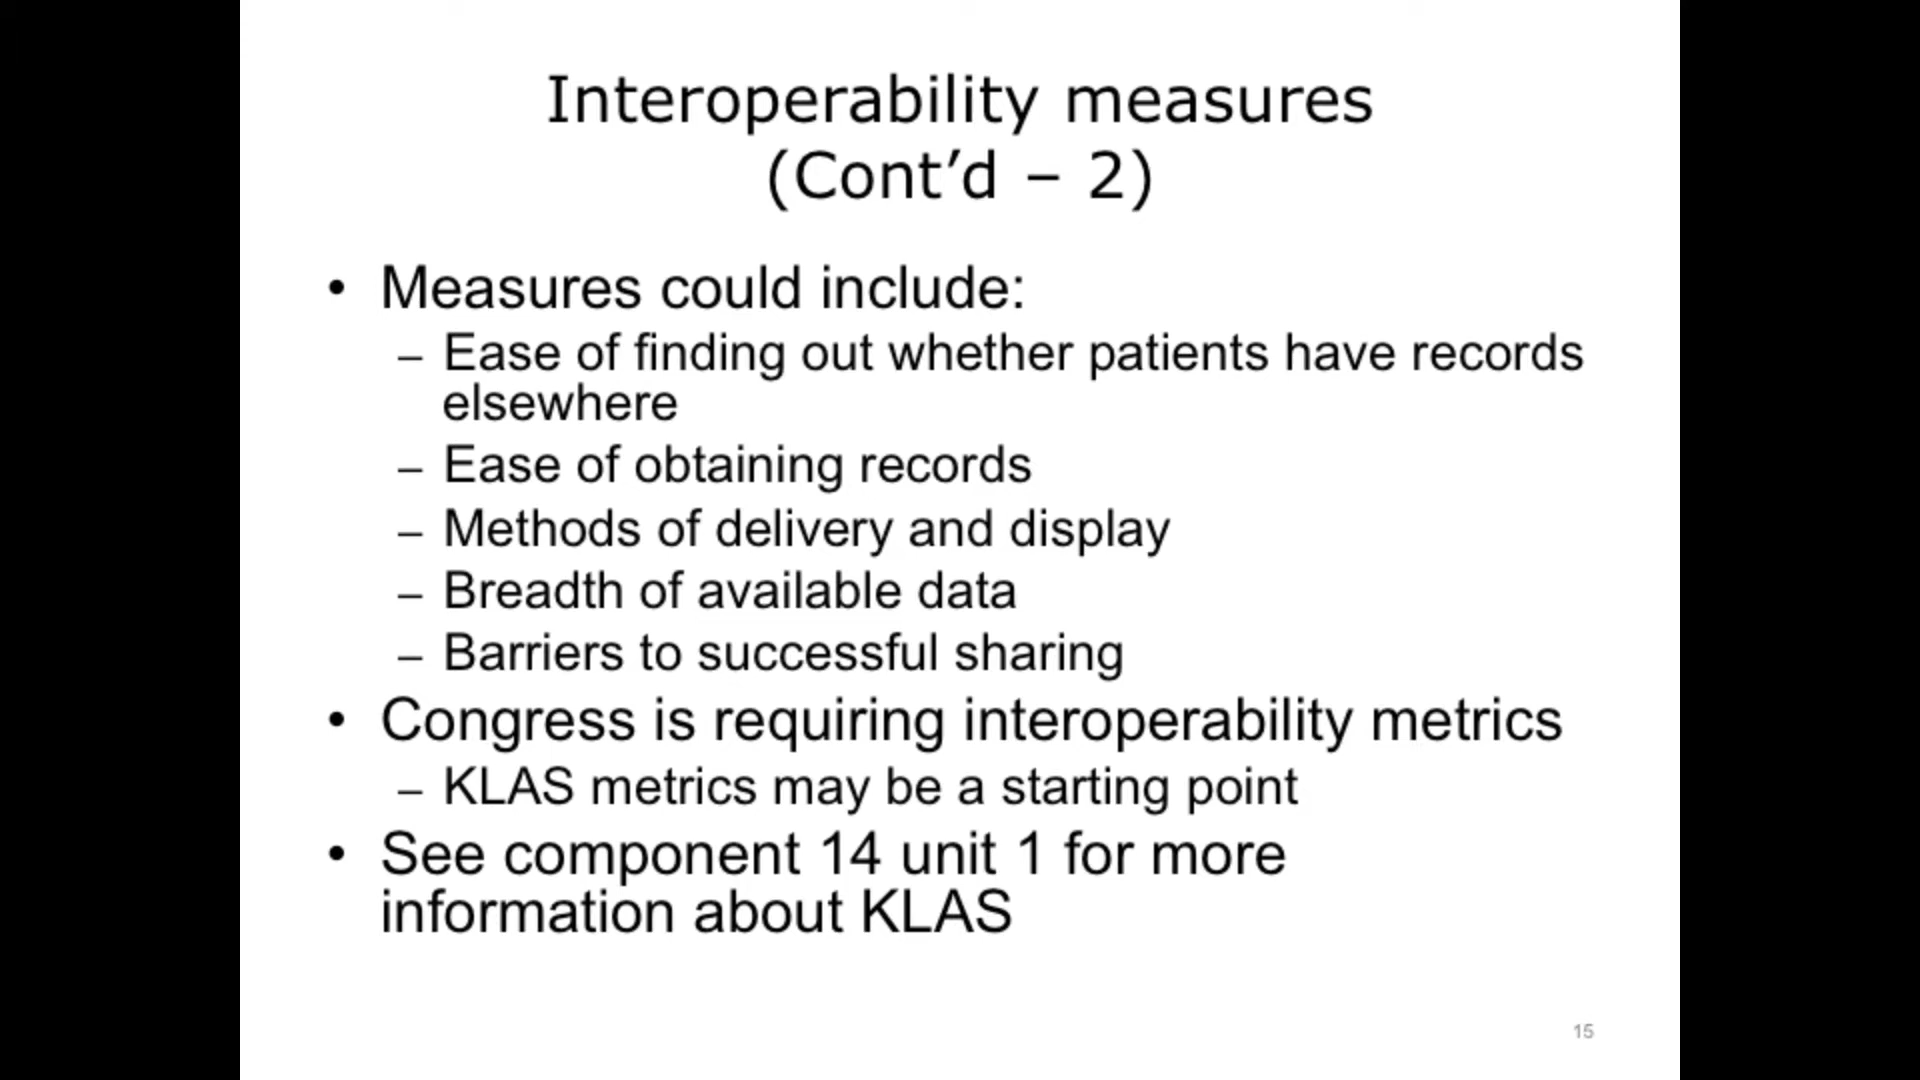 Interoperability measures
(Cont’d – 2)
• Measures could include:
– Ease of finding out whether patients have records
elsewhere
– Ease of obtaining records
– Methods of delivery and display
– Breadth of available data
– Barriers to successful sharing
• Congress is requiring interoperability metrics
– KLAS metrics may be a starting point
• See component 14 unit 1 for more
information about KLAS
15